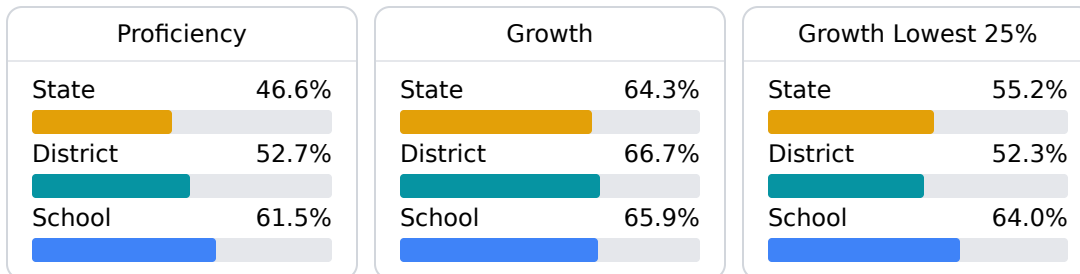 Proficiency
State 46.6%
District 52.7%
School 61.5%
Growth
State 64.3%
District 66.7%
School 65.9%
Growth Lowest 25%
State 55.2%
District 52.3%
School 64.0%